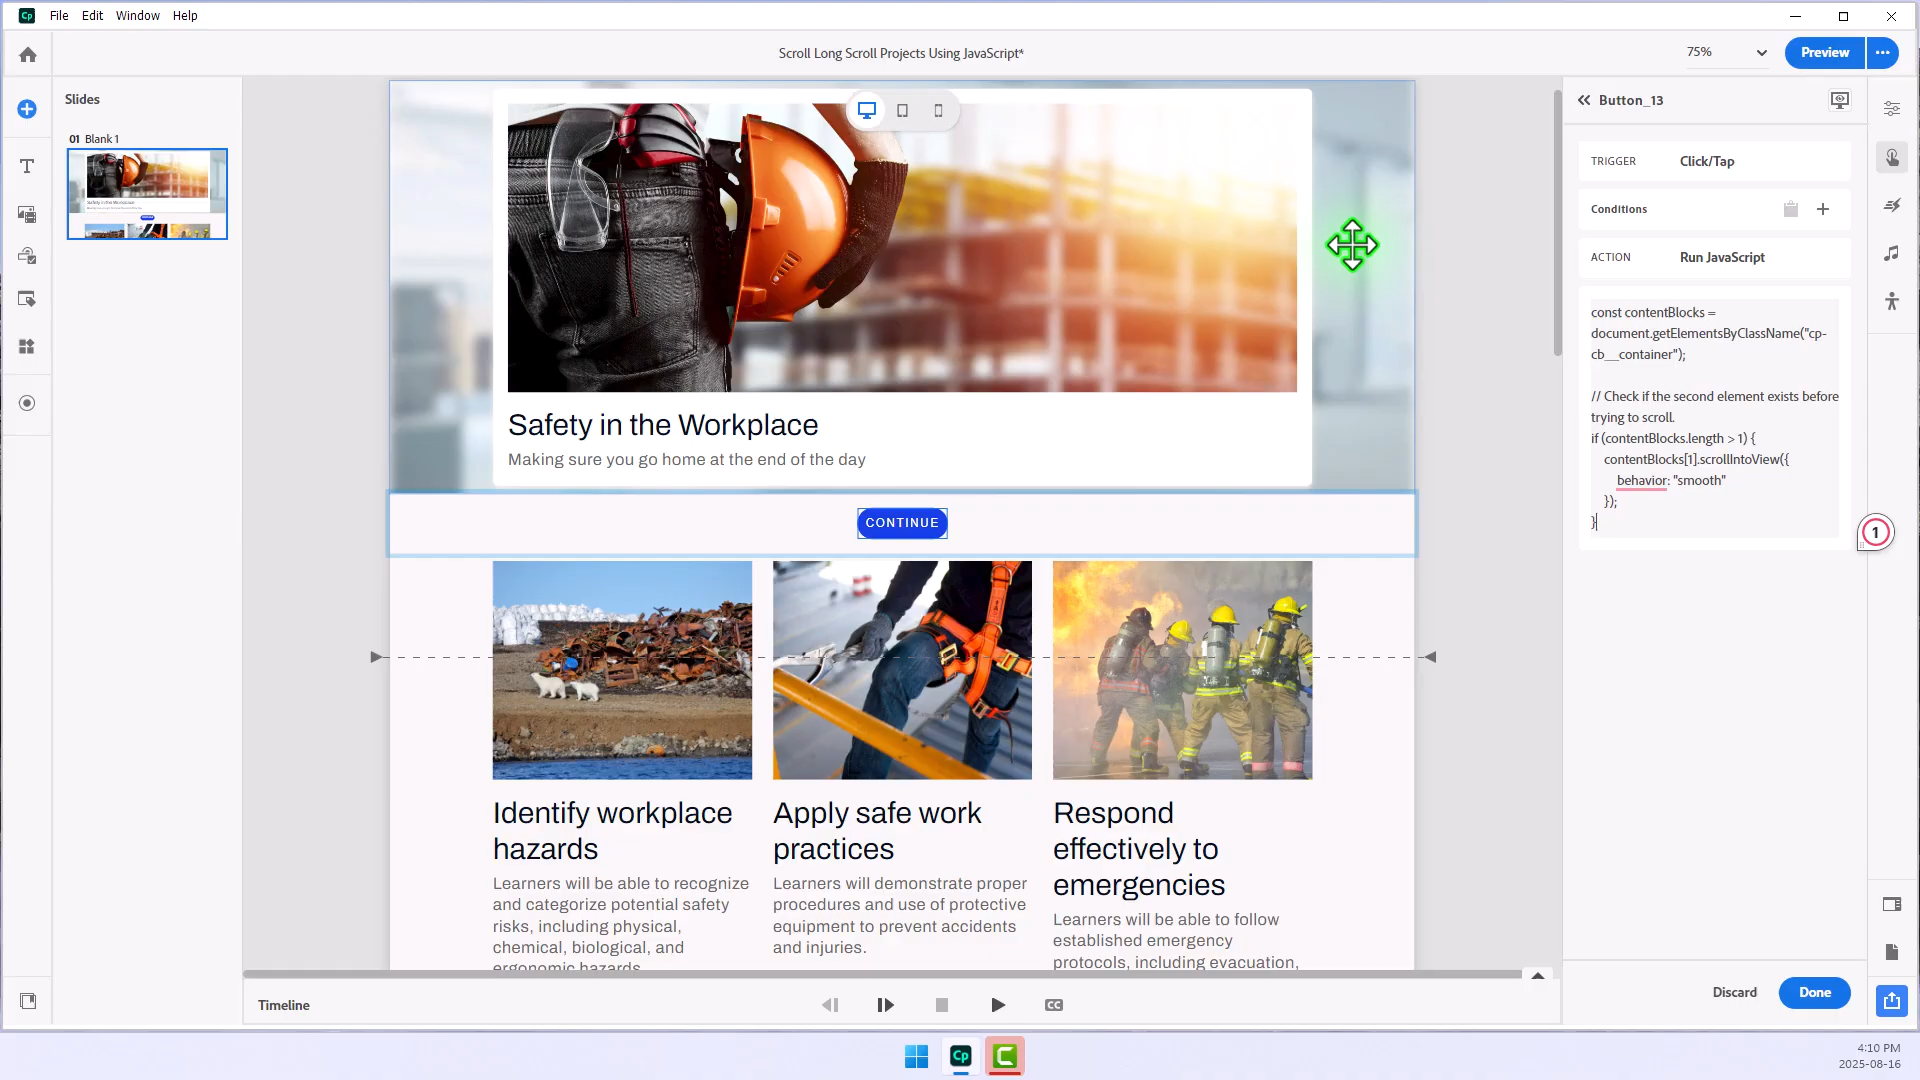 Cp File Edit Window Help
Scroll Long Scroll Projects Using JavaScript*
75%
Preview
Slides
01 Blank 1
Button_13
TRIGGER Click/Tap
Conditions
ACTION Run JavaScript
const contentBlocks =
document.getElementsByClassName("cp-
cb__container");
// Check if the second element exists before
trying to scroll.
if (contentBlocks.length > 1) {
contentBlocks[1].scrollIntoView({
behavior: "smooth"
});
}
1
Safety in the Workplace
Making sure you go home at the end of the day
CONTINUE
Identify workplace
hazards
Learners will be able to recognize
and categorize potential safety
risks, including physical,
chemical, biological, and
ergonomic hazards.
Apply safe work
practices
Learners will demonstrate proper
procedures and use of protective
equipment to prevent accidents
and injuries.
Respond
effectively to
emergencies
Learners will be able to follow
established emergency
protocols, including evacuation,
Timeline
CC
Discard Done
Cp C
4:10 PM
2025-08-16